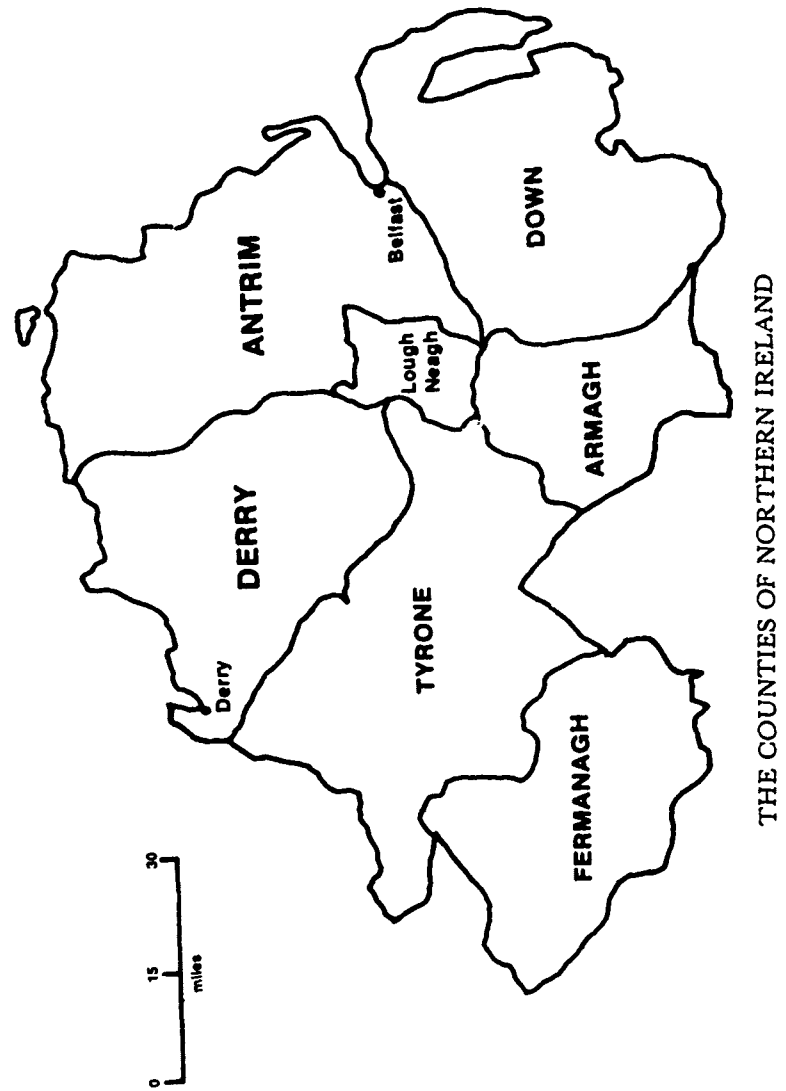 0 15 30
miles
ANTRIM
DERRY
Derry
Belfast
Lough
Neagh
TYRONE
DOWN
ARMAGH
FERMANAGH
THE COUNTIES OF NORTHERN IRELAND